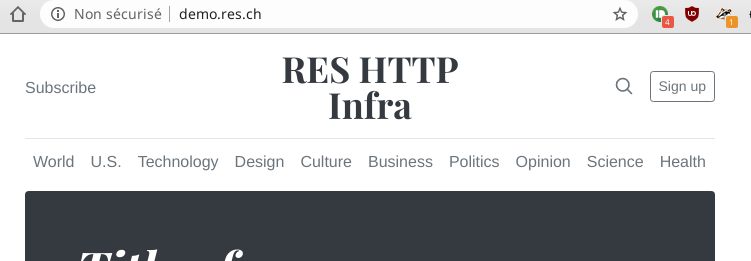 Non sécurisé | demo.res.ch
4
1
Subscribe
RES HTTP
Infra
Sign up
World U.S. Technology Design Culture Business Politics Opinion Science Health